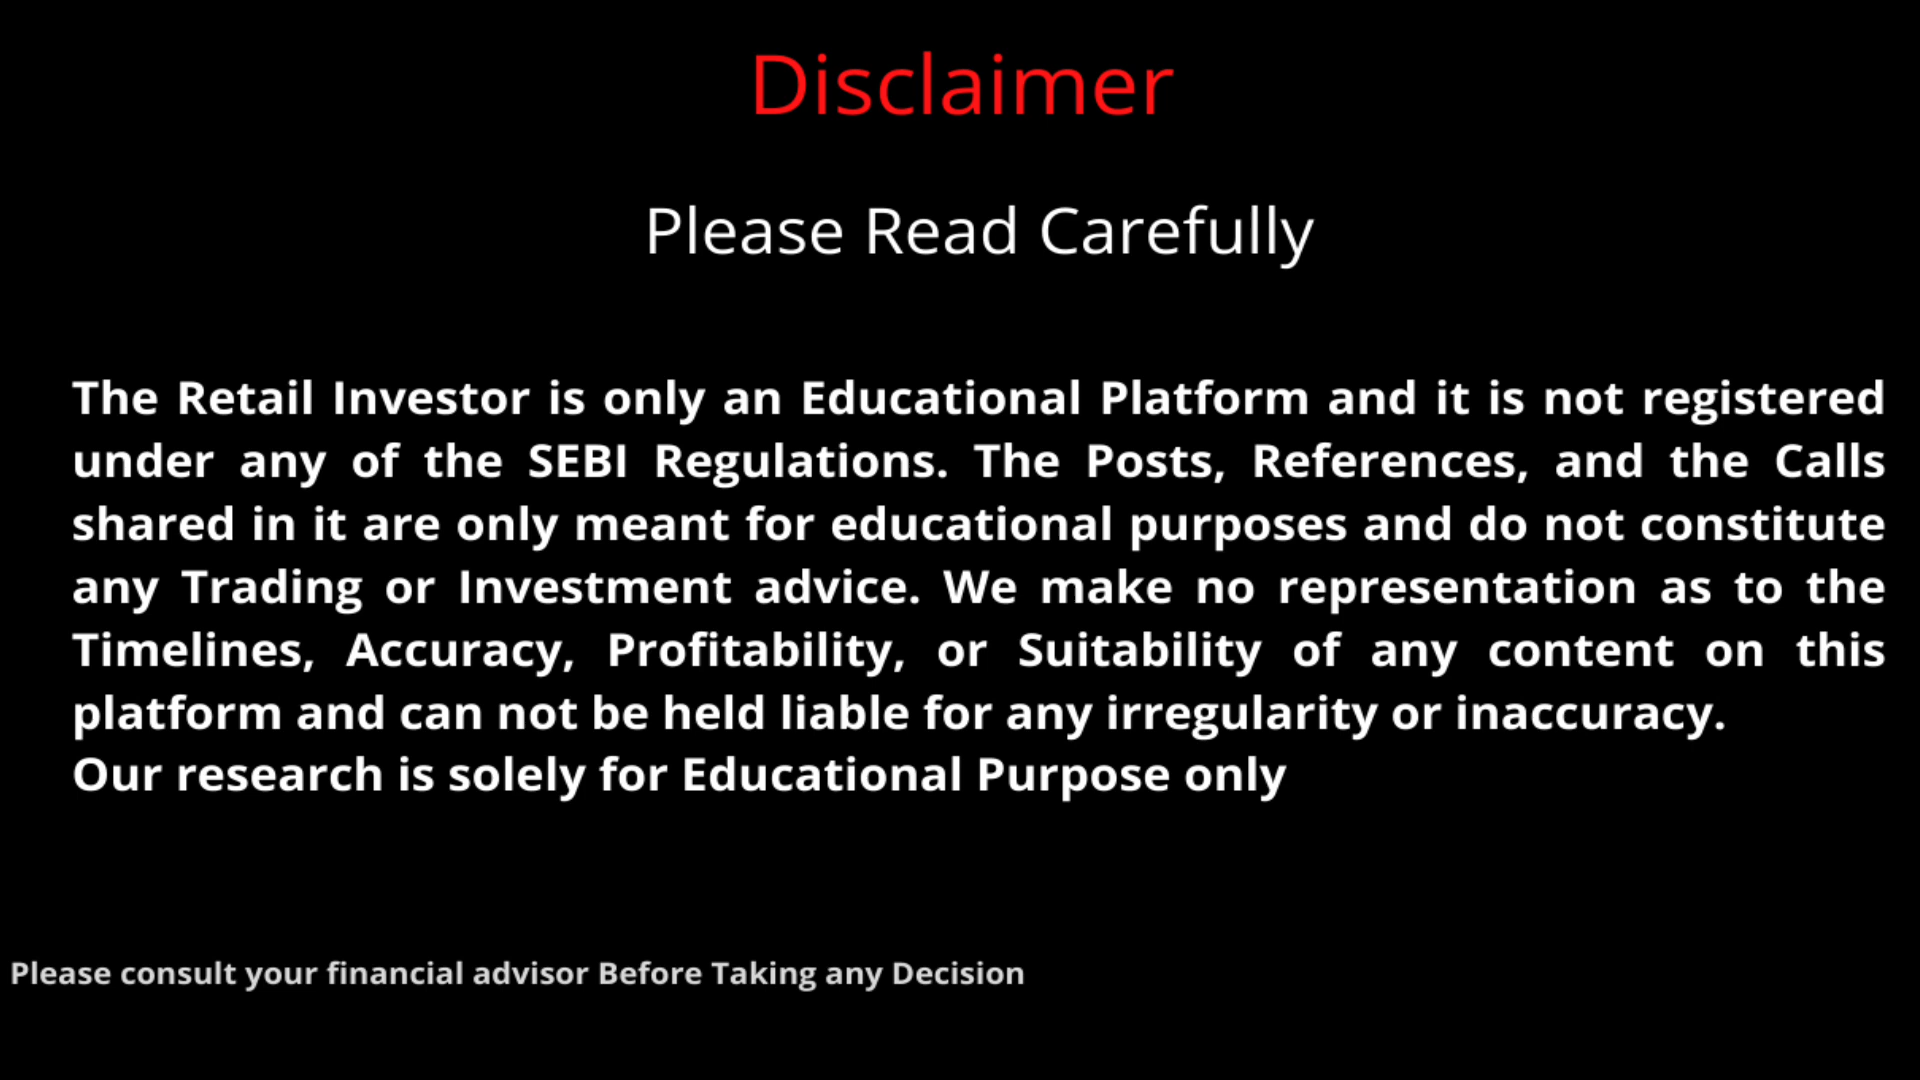 Disclaimer
Please Read Carefully
The Retail Investor is only an Educational Platform and it is not registered
under any of the SEBI Regulations. The Posts, References, and the Calls
shared in it are only meant for educational purposes and do not constitute
any Trading or Investment advice. We make no representation as to the
Timelines, Accuracy, Profitability, or Suitability of any content on this
platform and can not be held liable for any irregularity or inaccuracy.
Our research is solely for Educational Purpose only
Please consult your financial advisor Before Taking any Decision